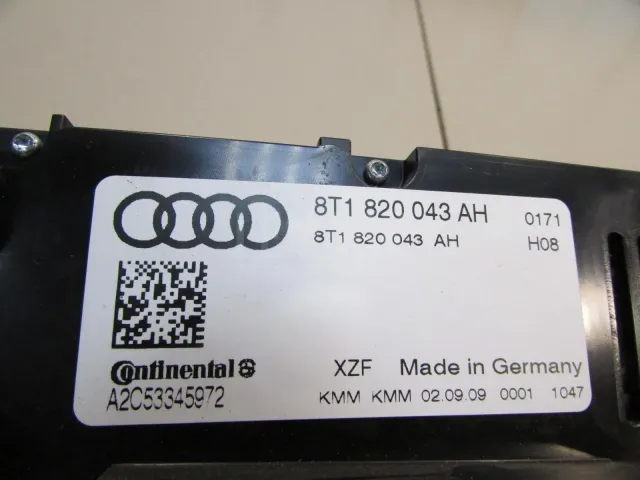 8T1 820 043 AH 0171
8T1 820 043 AH H08
Continental
A2C53345972
XZF Made in Germany
KMM KMM 02.09.09 0001 1047